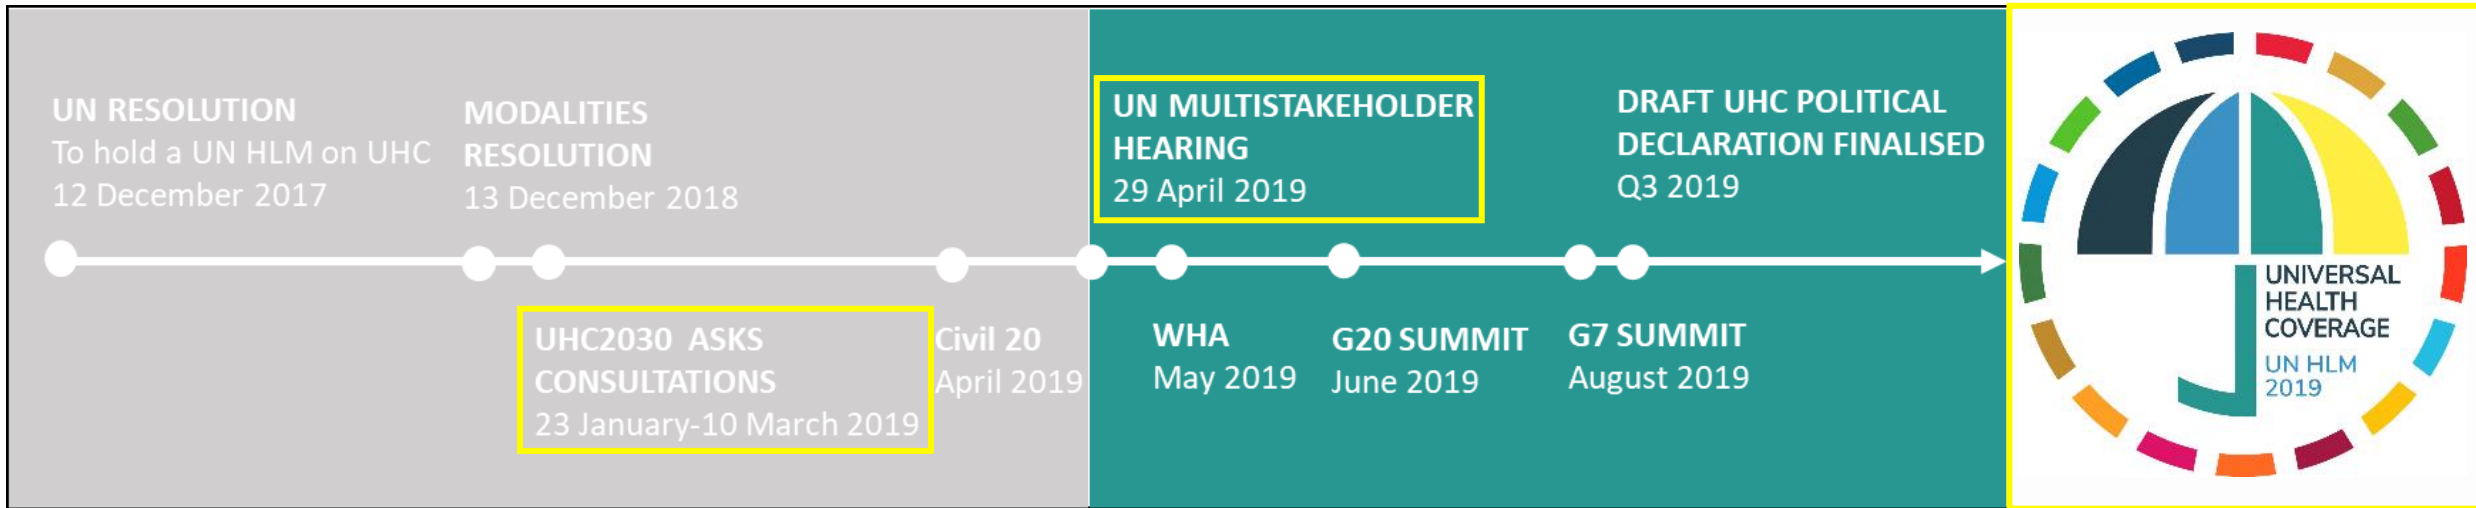 UN RESOLUTION
To hold a UN HLM on UHC
12 December 2017
MODALITIES
RESOLUTION
13 December 2018
UHC2030 ASKS
CONSULTATIONS
23 January-10 March 2019
Civil 20
April 2019
UN MULTISTAKEHOLDER
HEARING
29 April 2019
WHA
May 2019
G20 SUMMIT
June 2019
G7 SUMMIT
August 2019
DRAFT UHC POLITICAL
DECLARATION FINALISED
Q3 2019
UNIVERSAL
HEALTH
COVERAGE
UN HLM
2019